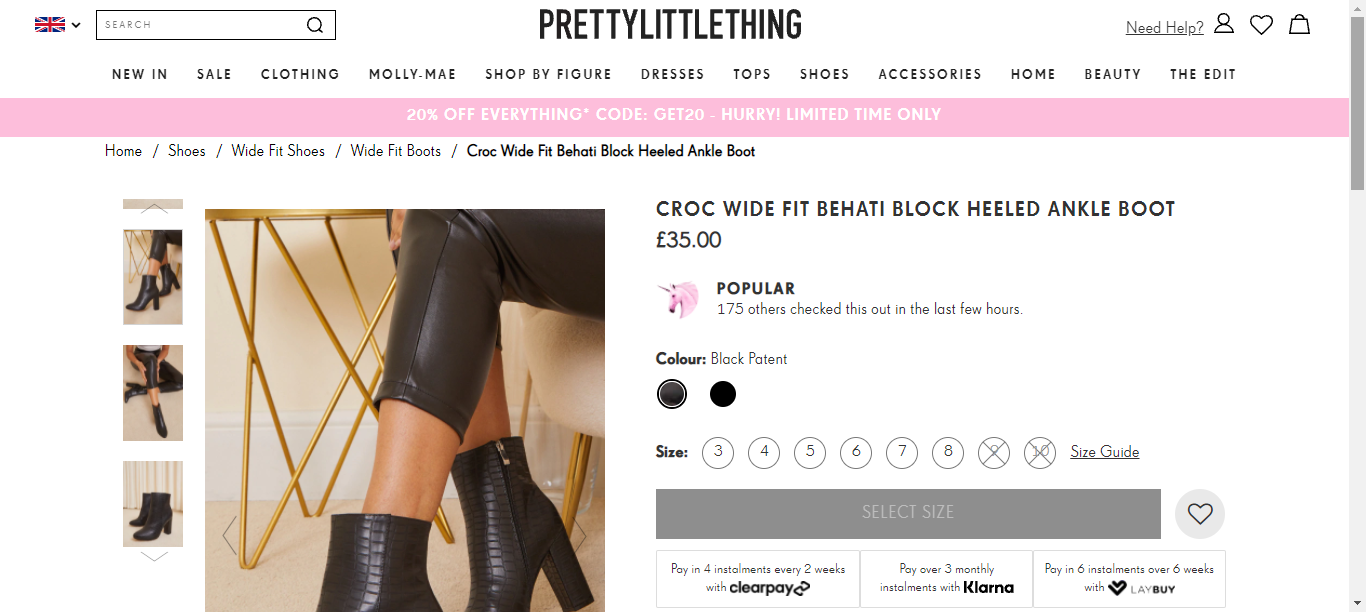 SEARCH
PRETTYLITTLETHING
Need Help?
NEW IN SALE CLOTHING MOLLY-MAE SHOP BY FIGURE DRESSES TOPS SHOES ACCESSORIES HOME BEAUTY THE EDIT
20% OFF EVERYTHING* CODE: GET20 - HURRY! LIMITED TIME ONLY
Home / Shoes / Wide Fit Shoes / Wide Fit Boots / Croc Wide Fit Behati Block Heeled Ankle Boot
CROC WIDE FIT BEHATI BLOCK HEELED ANKLE BOOT
£35.00
POPULAR
175 others checked this out in the last few hours.
Colour: Black Patent
Size: 3 4 5 6 7 8 9 10 Size Guide
SELECT SIZE
Pay in 4 instalments every 2 weeks
with clearpay
Pay over 3 monthly
instalments with Klarna
Pay in 6 instalments over 6 weeks
with LAYBUY